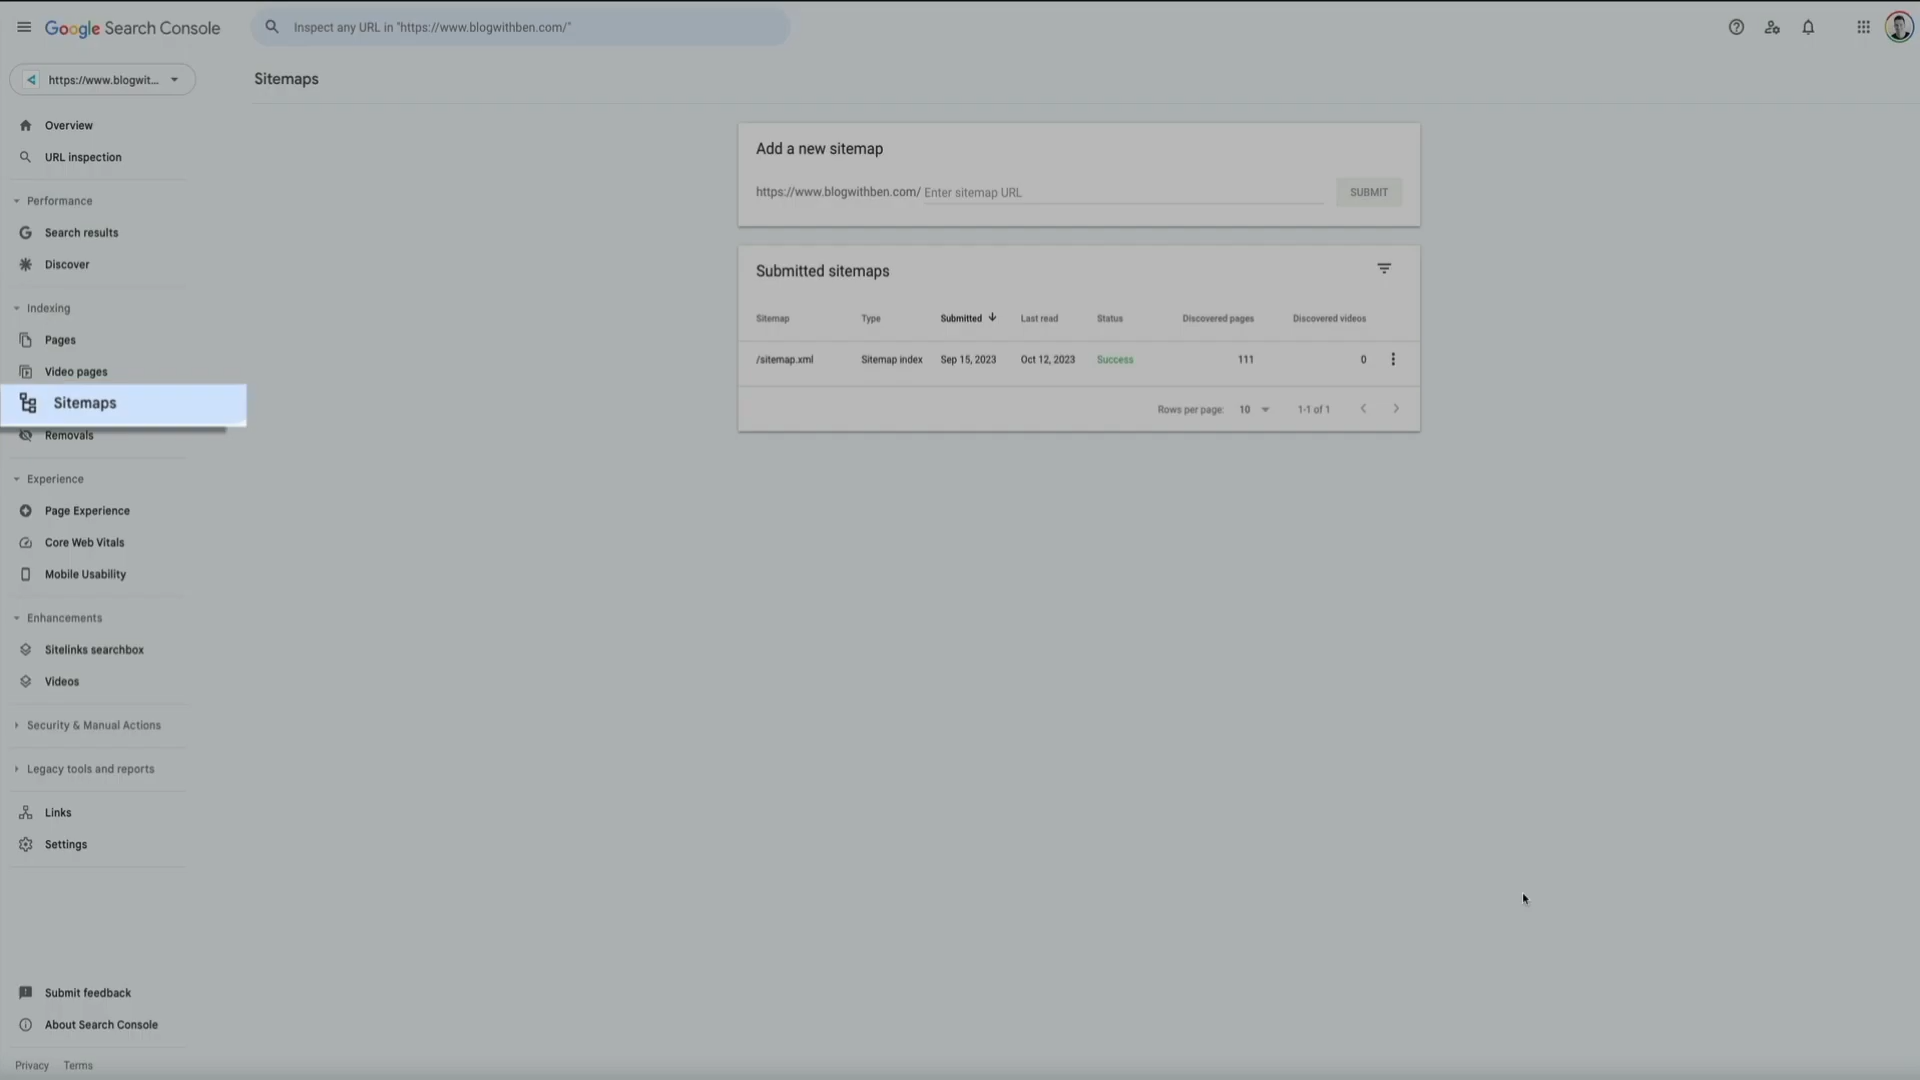 Google Search Console
Inspect any URL in "https://www.blogwithben.com/"
https://www.blogwit...
Sitemaps
Overview
URL inspection
Performance
Search results
Discover
Indexing
Pages
Video pages
Sitemaps
Removals
Experience
Page Experience
Core Web Vitals
Mobile Usability
Enhancements
Sitelinks searchbox
Videos
Security & Manual Actions
Legacy tools and reports
Links
Settings
Submit feedback
About Search Console
Privacy Terms
Add a new sitemap
https://www.blogwithben.com/ Enter sitemap URL SUBMIT
Submitted sitemaps
Sitemap Type Submitted Last read Status Discovered pages Discovered videos
/sitemap.xml Sitemap index Sep 15, 2023 Oct 12, 2023 Success 111 0
Rows per page: 10 1-1 of 1